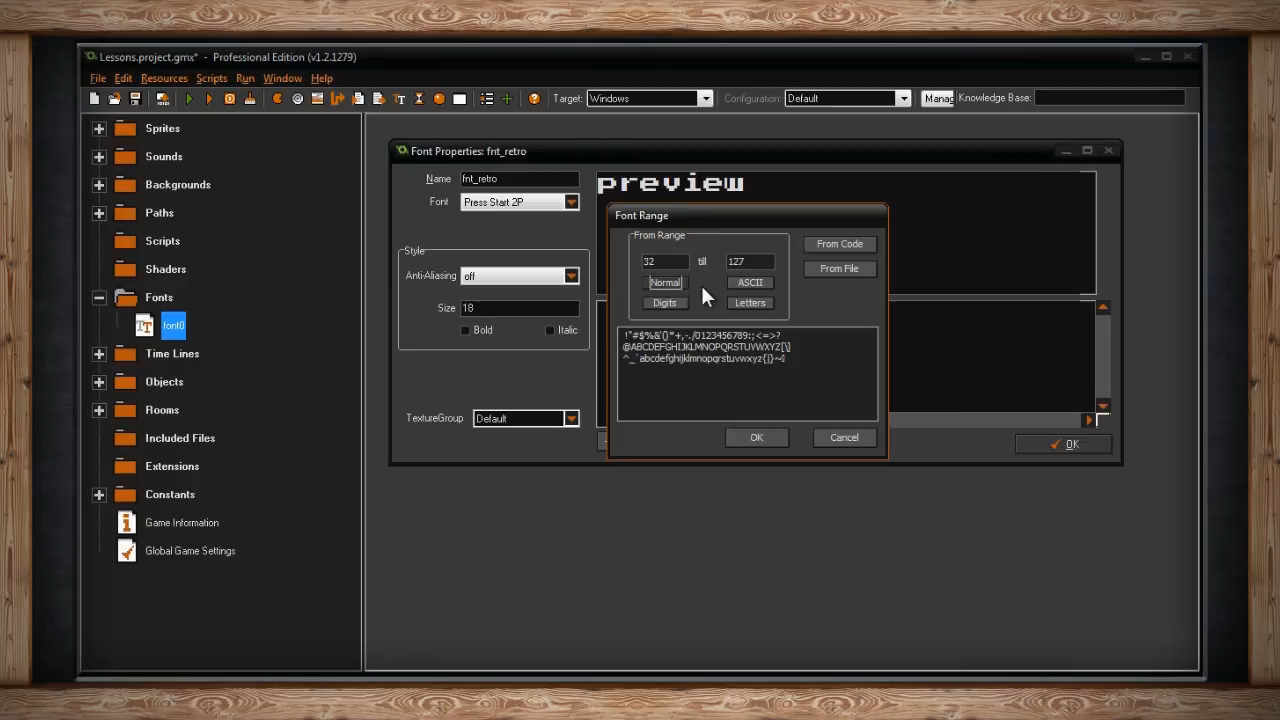 Lessons.project.gmx* - Professional Edition (v1.2.1279)
File Edit Resources Scripts Run Window Help
Target: Windows Configuration: Default Manag Knowledge Base:
Sprites
Sounds
Backgrounds
Paths
Scripts
Shaders
Fonts
font0
Time Lines
Objects
Rooms
Included Files
Extensions
Constants
Game Information
Global Game Settings
Font Properties: fnt_retro
Name fnt_retro
Font Press Start 2P
Style
Anti-Aliasing off
Size 18
Bold Italic
TextureGroup Default
preview
OK
Font Range
From Range
32 till 127
Normal ASCII
Digits Letters
From Code
From File
!"#$%&'()*+,-./0123456789:;<=>?
@ABCDEFGHIJKLMNOPQRSTUVWXYZ[\]
^_`abcdefghijklmnopqrstuvwxyz{|}~
OK Cancel